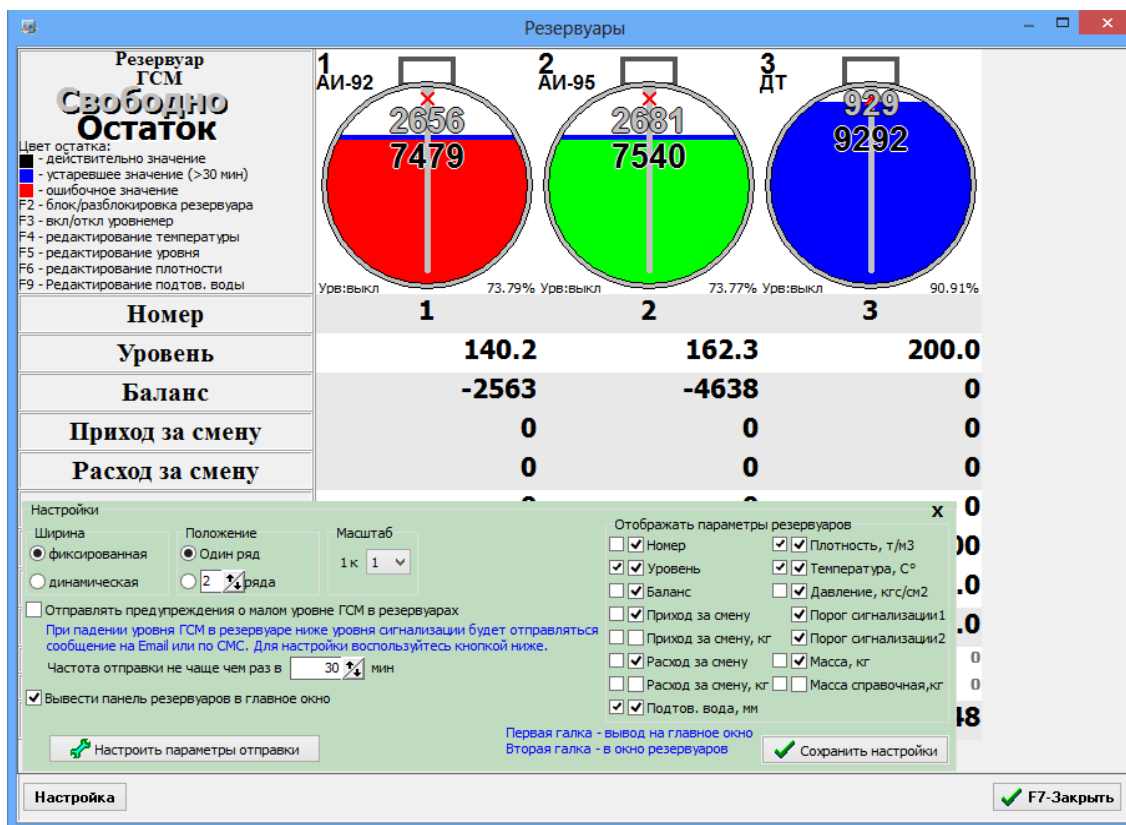 Резервуары
Резервуар
ГСМ
Свободно
Остаток
Цвет остатка:
- действительно значение
- устаревшее значение (>30 мин)
- ошибочное значение
F2 - блок/разблокировка резервуара
F3 - вкл/откл уровнемер
F4 - редактирование температуры
F5 - редактирование уровня
F6 - редактирование плотности
F9 - Редактирование подтов. воды
1
АИ-92
2656
7479
Урв:выкл 73.79%
2
АИ-95
2681
7540
Урв:выкл 73.77%
3
ДТ
929
9292
Урв:выкл 90.91%
Номер 1 2 3
Уровень 140.2 162.3 200.0
Баланс -2563 -4638 0
Приход за смену 0 0 0
Расход за смену 0 0 0
0
.0
.0
0
0
Настройки X
Ширина
фиксированная
динамическая
Положение
Один ряд
2 ряда
Масштаб
1 к 1
Отправлять предупреждения о малом уровне ГСМ в резервуарах
При падении уровня ГСМ в резервуаре ниже уровня сигнализации будет отправляться
сообщение на Email или по СМС. Для настройки воспользуйтесь кнопкой ниже.
Частота отправки не чаще чем раз в 30 мин
Вывести панель резервуаров в главное окно
Настроить параметры отправки
Отображать параметры резервуаров
Номер
Уровень
Баланс
Приход за смену
Приход за смену, кг
Расход за смену
Расход за смену, кг
Подтов. вода, мм
Плотность, т/м3
Температура, С°
Давление, кгс/см2
Порог сигнализации1
Порог сигнализации2
Масса, кг
Масса справочная,кг
Первая галка - вывод на главное окно
Вторая галка - в окно резервуаров
Сохранить настройки
Настройка
F7-Закрыть